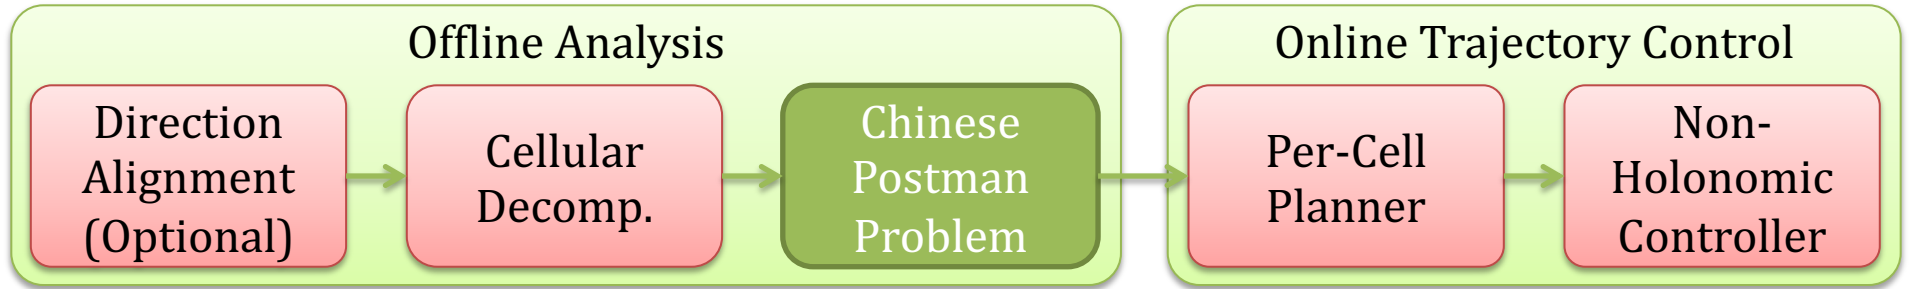 Offline Analysis
Direction
Alignment
(Optional)
Cellular
Decomp.
Chinese
Postman
Problem
Online Trajectory Control
Per-Cell
Planner
Non-
Holonomic
Controller